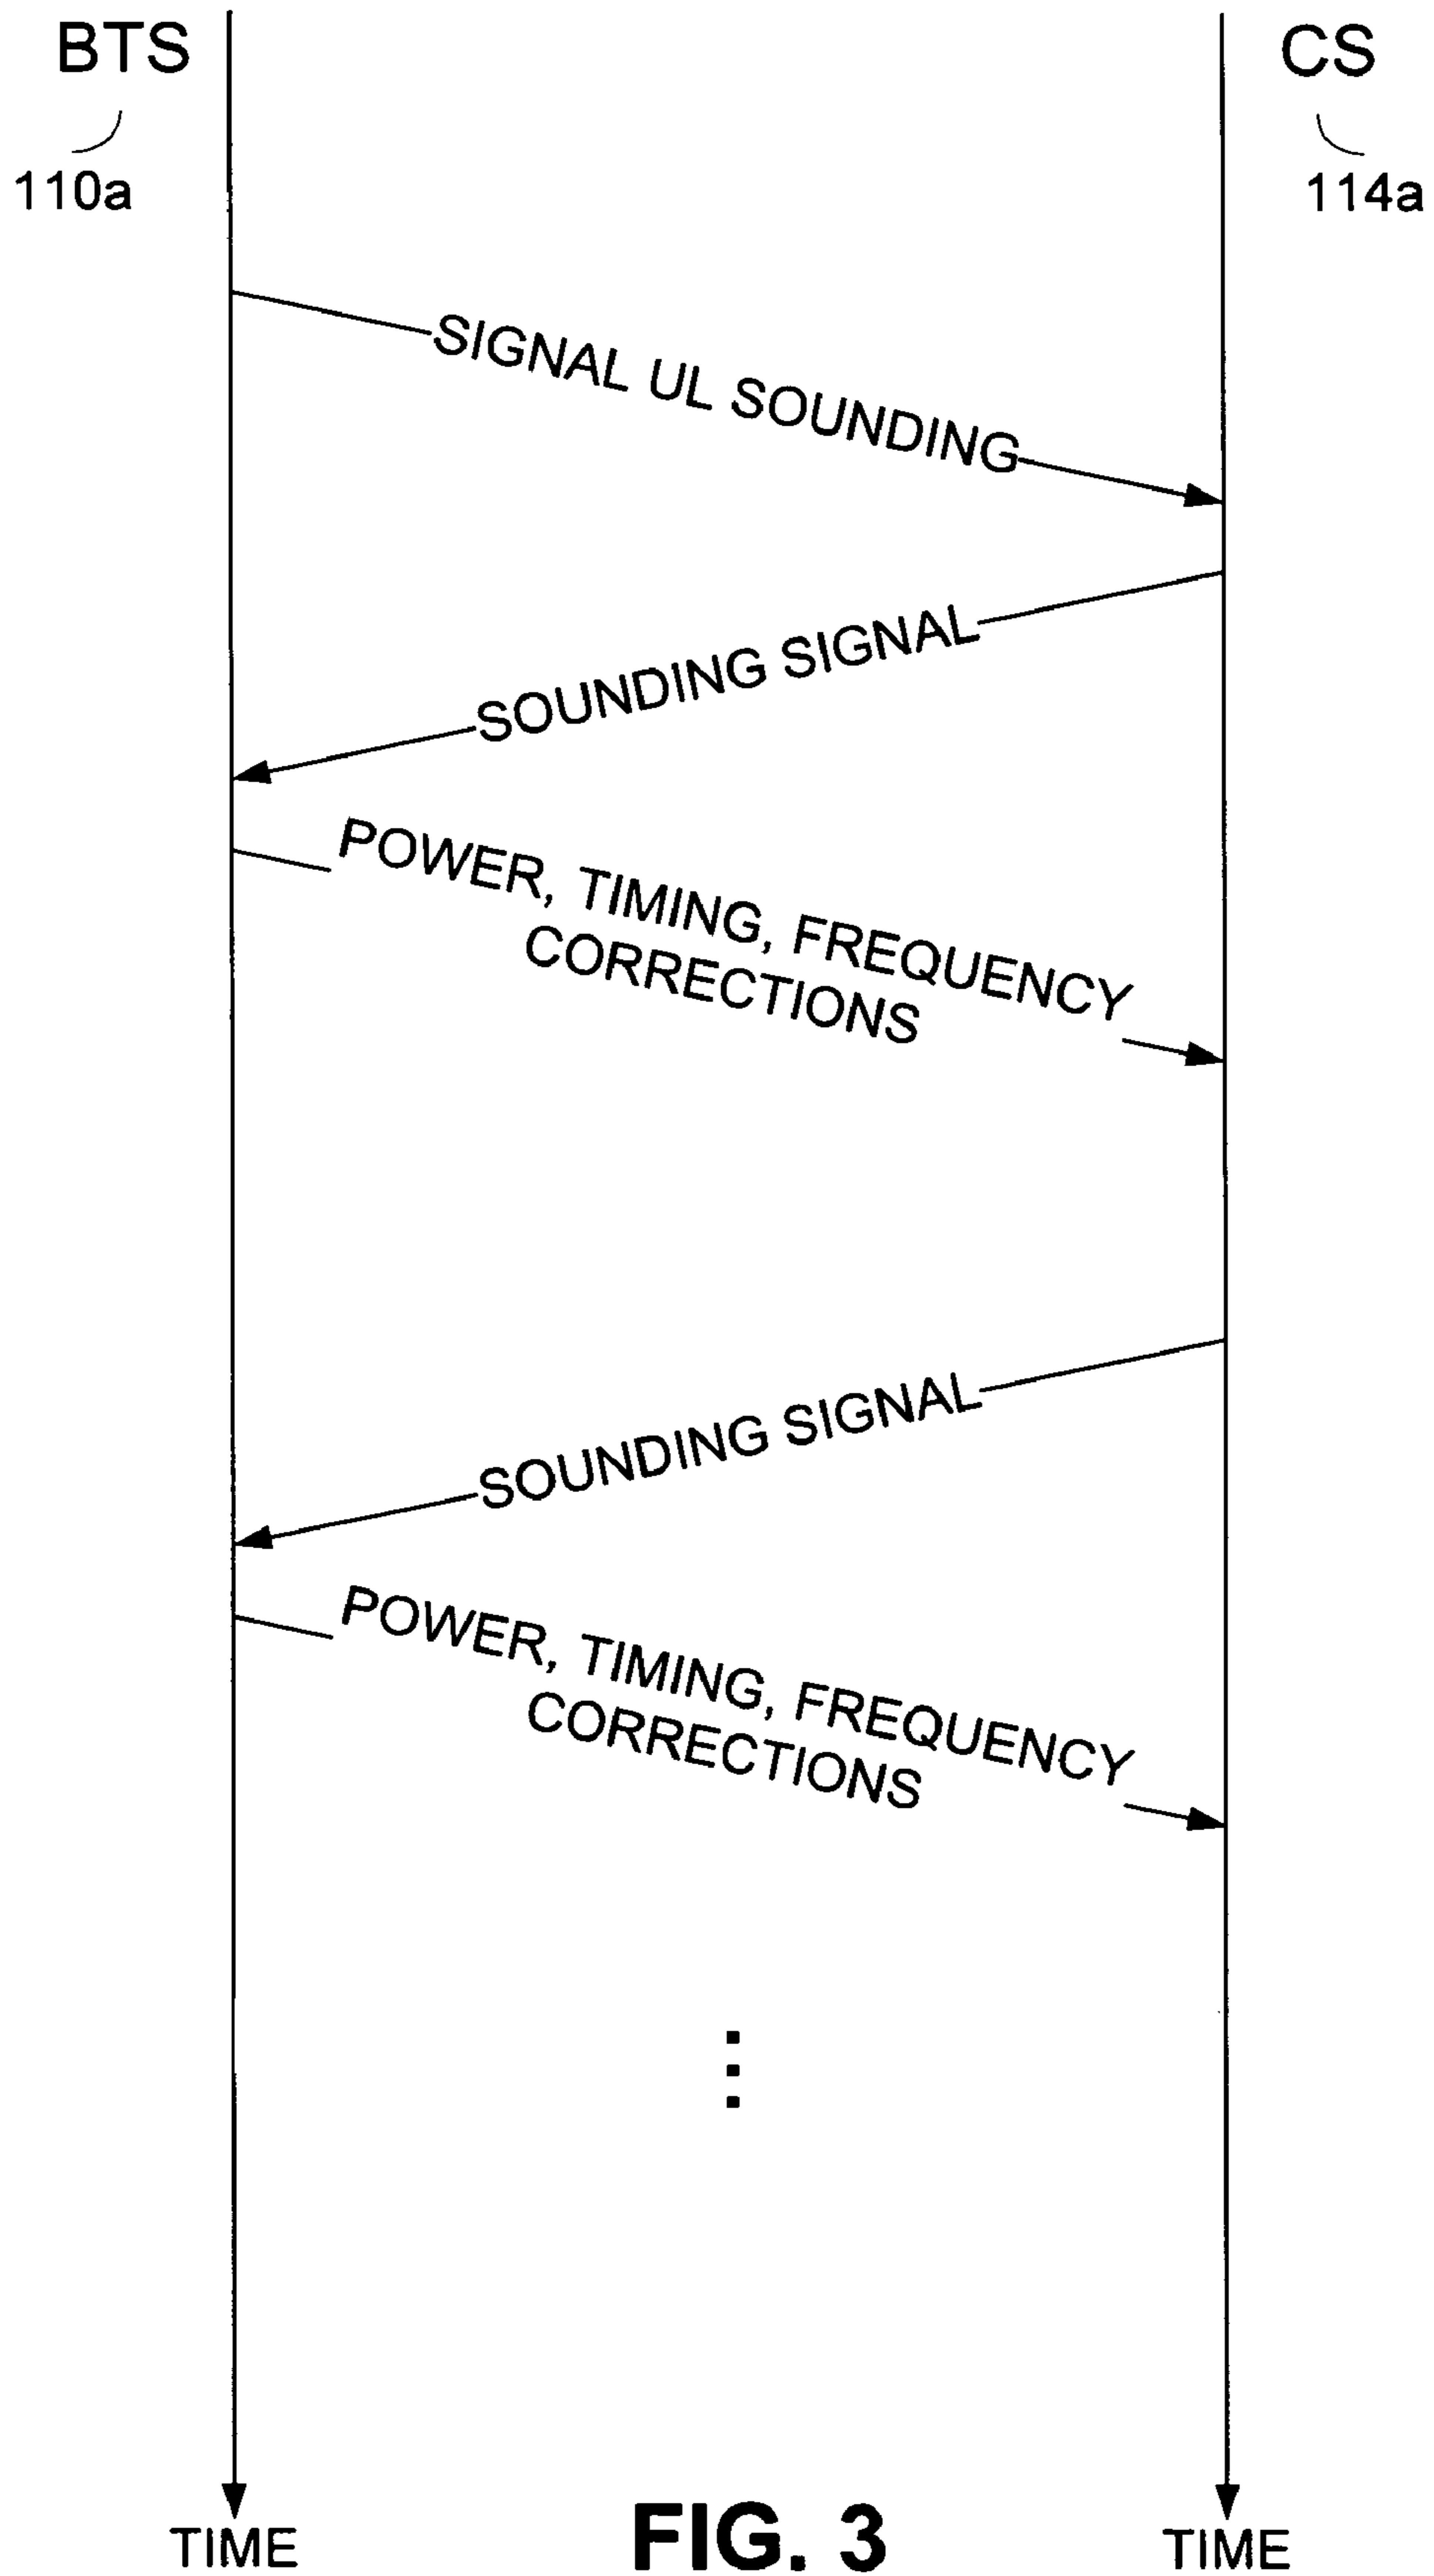 BTS
CS
110a
114a
SIGNAL UL SOUNDING
SOUNDING SIGNAL
POWER, TIMING, FREQUENCY
CORRECTIONS
SOUNDING SIGNAL
POWER, TIMING, FREQUENCY
CORRECTIONS
TIME
FIG. 3
TIME